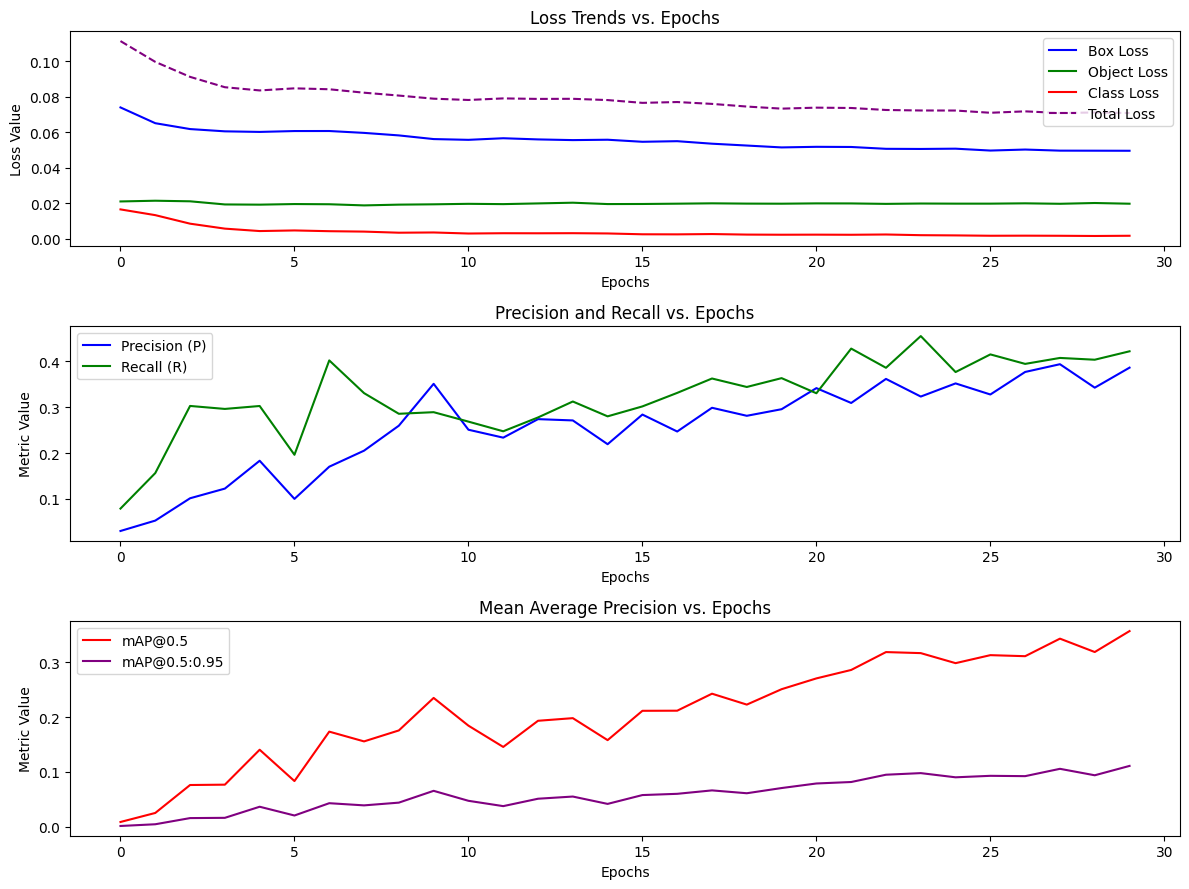 Loss Trends vs. Epochs
Loss Value
0.10
0.08
0.06
0.04
0.02
0.00
Box Loss
Object Loss
Class Loss
Total Loss
0 5 10 15 20 25 30
Epochs
Precision and Recall vs. Epochs
Metric Value
0.4
0.3
0.2
0.1
Precision (P)
Recall (R)
0 5 10 15 20 25 30
Epochs
Mean Average Precision vs. Epochs
Metric Value
0.3
0.2
0.1
0.0
mAP@0.5
mAP@0.5:0.95
0 5 10 15 20 25 30
Epochs